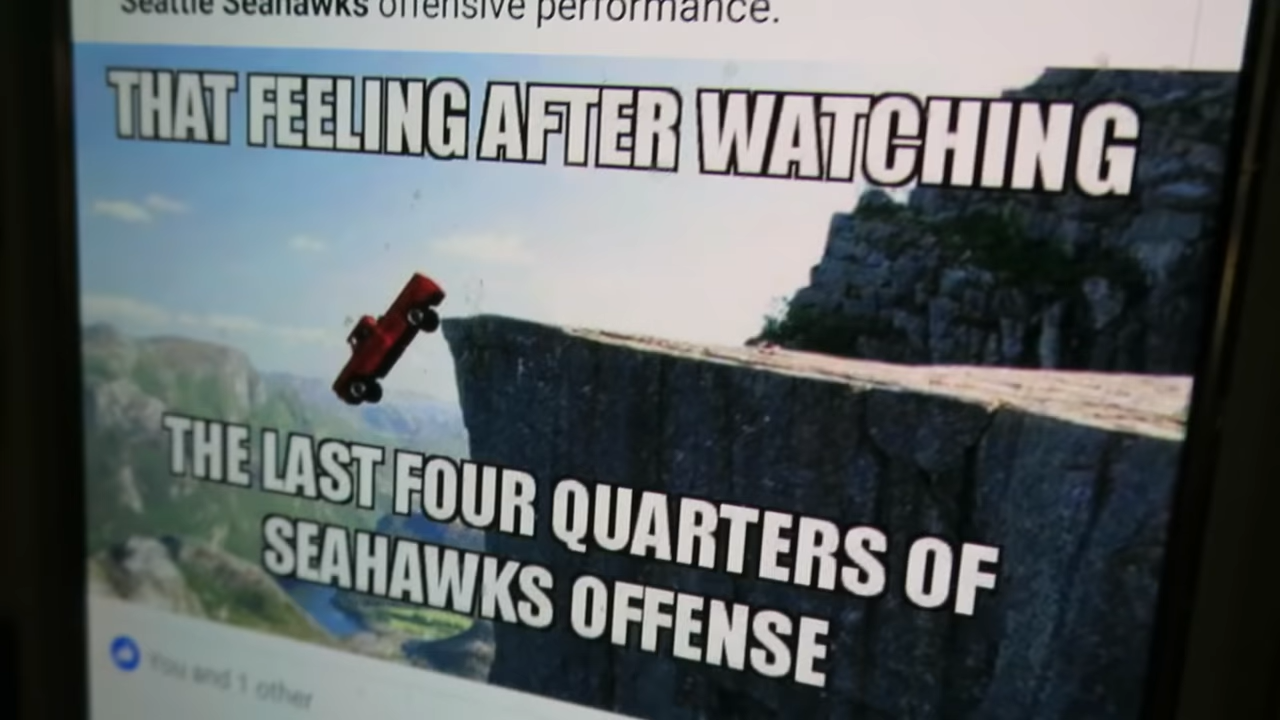 Seattle Seahawks offensive performance.
THAT FEELING AFTER WATCHING
THE LAST FOUR QUARTERS OF
SEAHAWKS OFFENSE
You and 1 other